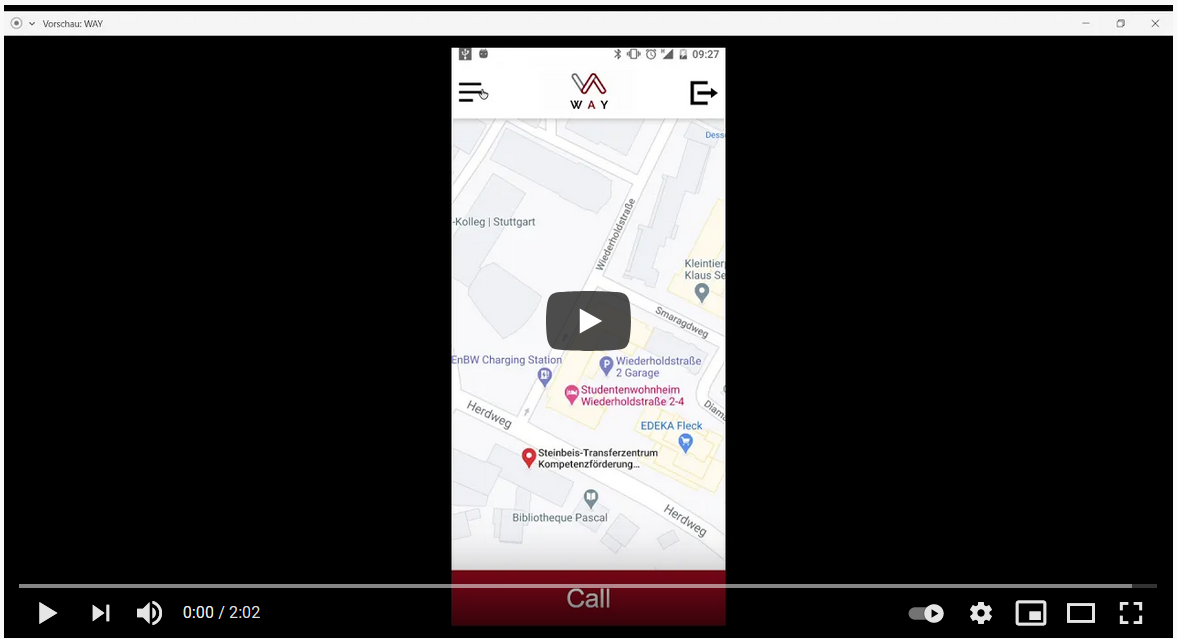 Vorschau: WAY
09:27
WAY
Dess
-Kolleg | Stuttgart
Wiederholdstraße
Kleintier
Klaus Se
Smaragdweg
EnBW Charging Station
P
Wiederholdstraße
2 Garage
Studentenwohnheim
Wiederholdstraße 2-4
Diam
Herdweg
EDEKA Fleck
Steinbeis-Transferzentrum
Kompetenzförderung...
Bibliotheque Pascal
Herdweg
Call
0:00 / 2:02